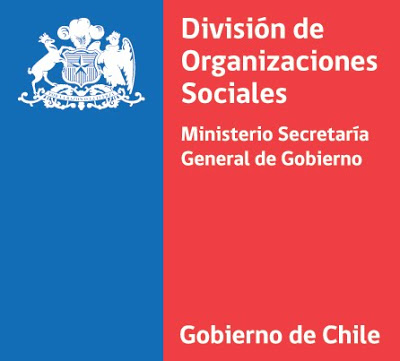 División de
Organizaciones
Sociales
Ministerio Secretaría
General de Gobierno
Gobierno de Chile